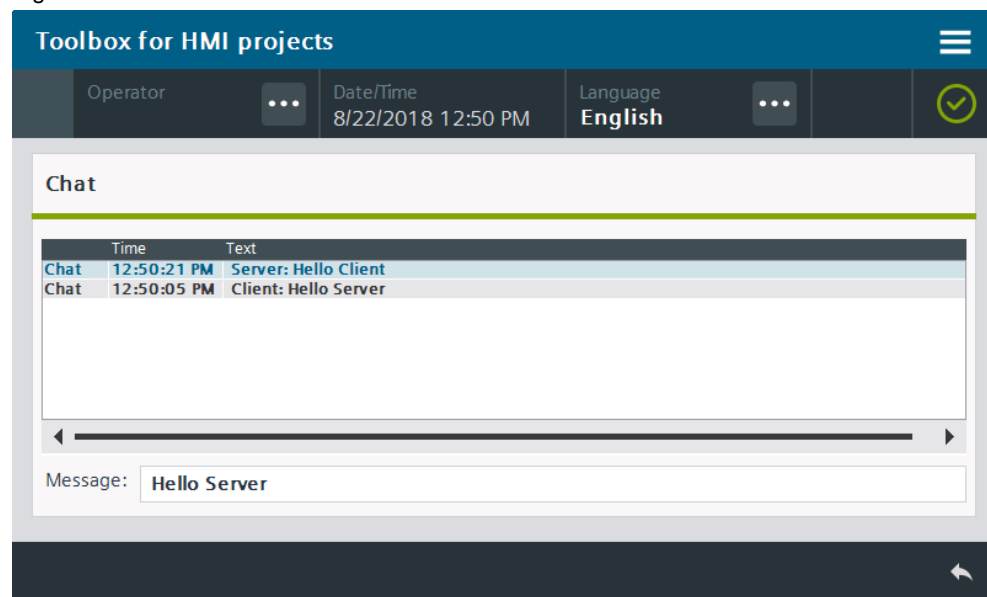 Toolbox for HMI projects
Operator
Date/Time
8/22/2018 12:50 PM
Language
English
Chat
Time Text
Chat 12:50:21 PM Server: Hello Client
Chat 12:50:05 PM Client: Hello Server
Message: Hello Server